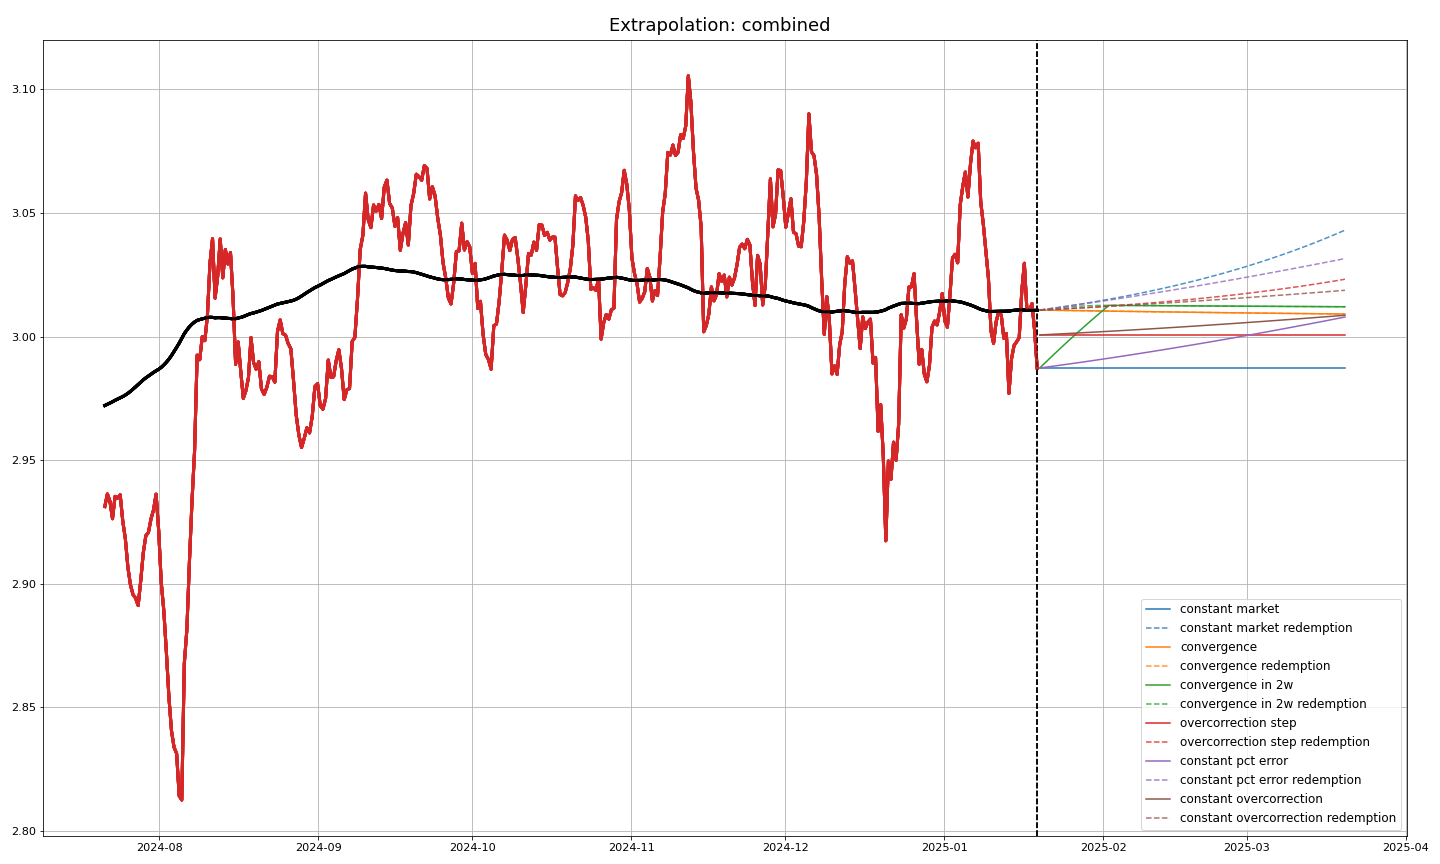 Extrapolation: combined
3.10
3.05
3.00
2.95
2.90
2.85
2.80
2024-08
2024-09
2024-10
2024-11
2024-12
2025-01
2025-02
2025-03
2025-04
constant market
constant market redemption
convergence
convergence redemption
convergence in 2w
convergence in 2w redemption
overcorrection step
overcorrection step redemption
constant pct error
constant pct error redemption
constant overcorrection
constant overcorrection redemption